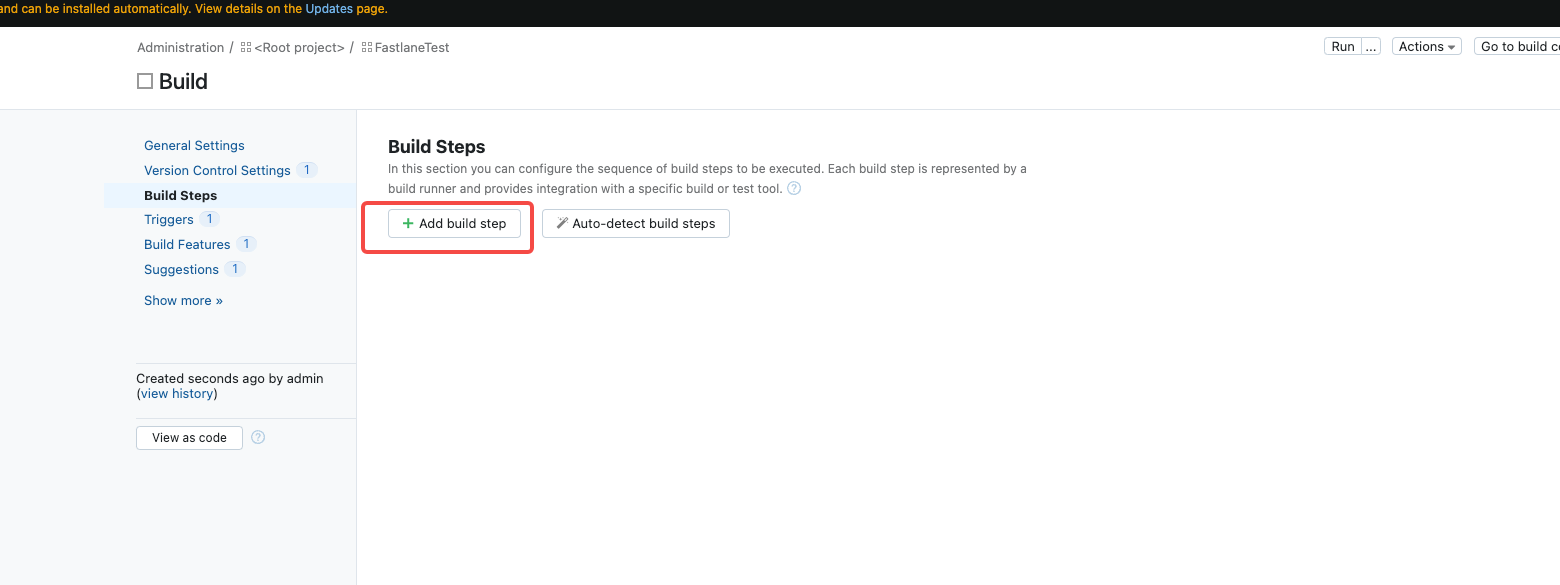 and can be installed automatically. View details on the Updates page.
Administration / <Root project> / FastlaneTest
Run ... Actions Go to build
Build
General Settings
Version Control Settings 1
Build Steps
Triggers 1
Build Features 1
Suggestions 1
Show more »
Created seconds ago by admin
(view history)
View as code ?
Build Steps
In this section you can configure the sequence of build steps to be executed. Each build step is represented by a
build runner and provides integration with a specific build or test tool. ?
+ Add build step Auto-detect build steps